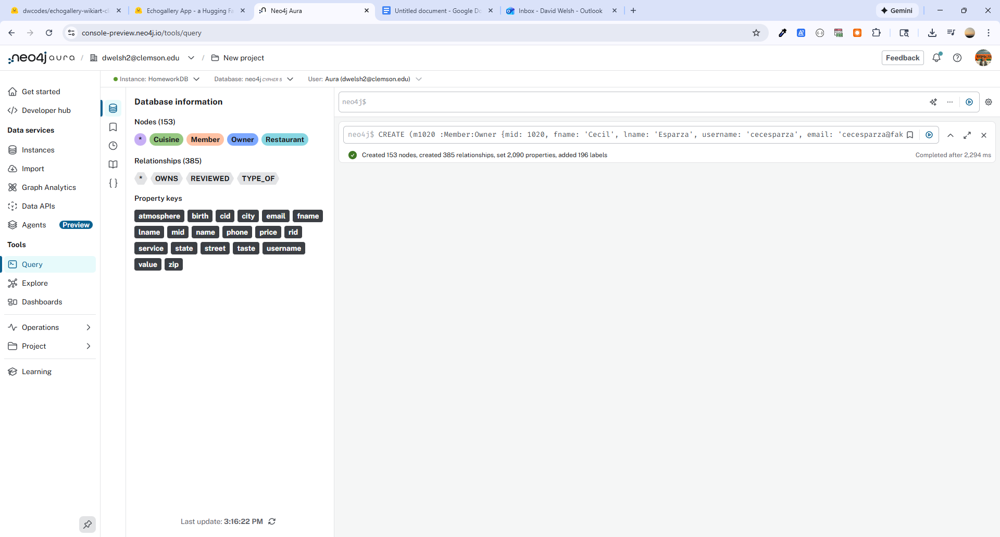 dwcodes/echogallery-wikiart-cl
Echogallery App - a Hugging Fa
Neo4j Aura
Untitled document - Google Do
Inbox - David Welsh - Outlook
Gemini
console-preview.neo4j.io/tools/query
neo4j aura / dwelsh2@clemson.edu / New project
Feedback
Instance: HomeworkDB
Database: neo4j CYPHER 5
User: Aura (dwelsh2@clemson.edu)
Get started
Developer hub
Data services
Instances
Import
Graph Analytics
Data APIs
Agents Preview
Tools
Query
Explore
Dashboards
Operations
Project
Learning
Database information
Nodes (153)
* Cuisine Member Owner Restaurant
Relationships (385)
* OWNS REVIEWED TYPE_OF
Property keys
atmosphere birth cid city email fname
lname mid name phone price rid
service state street taste username
value zip
Last update: 3:16:22 PM
neo4j$
neo4j$ CREATE (m1020 :Member:Owner {mid: 1020, fname: 'Cecil', lname: 'Esparza', username: 'cecesparza', email: 'cecesparza@fak
Created 153 nodes, created 385 relationships, set 2,090 properties, added 196 labels
Completed after 2,294 ms